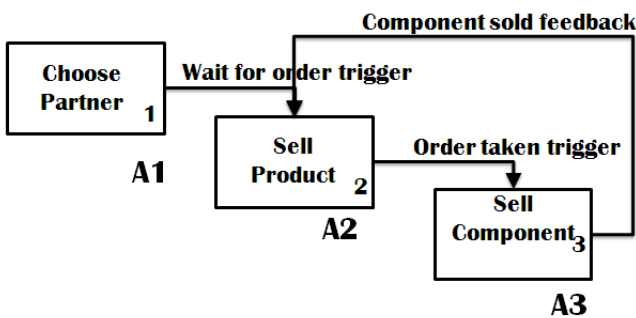 Component sold feedback
Choose
Partner
1
Wait for order trigger
A1
Sell
Product
2
Order taken trigger
A2
Sell
Component
3
A3